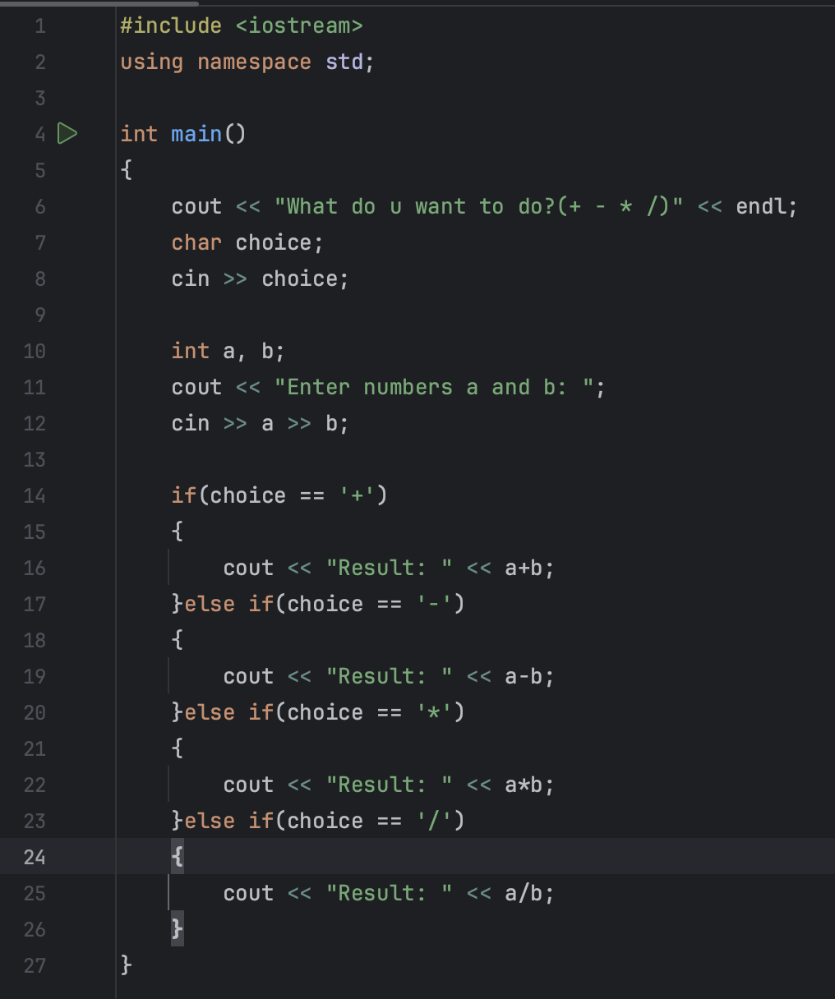 1 #include <iostream>
2 using namespace std;
3
4 int main()
5 {
6     cout << "What do u want to do?(+ - * /)" << endl;
7     char choice;
8     cin >> choice;
9
10     int a, b;
11     cout << "Enter numbers a and b: ";
12     cin >> a >> b;
13
14     if(choice == '+')
15     {
16         cout << "Result: " << a+b;
17     }else if(choice == '-')
18     {
19         cout << "Result: " << a-b;
20     }else if(choice == '*')
21     {
22         cout << "Result: " << a*b;
23     }else if(choice == '/')
24     {
25         cout << "Result: " << a/b;
26     }
27 }